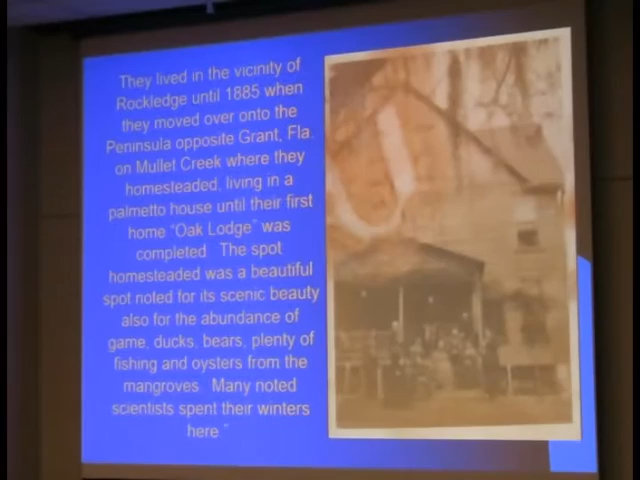 They lived in the vicinity of
Rockledge until 1885 when
they moved over onto the
Peninsula opposite Grant, Fla.
on Mullet Creek where they
homesteaded, living in a
palmetto house until their first
home "Oak Lodge" was
completed. The spot
homesteaded was a beautiful
spot noted for its scenic beauty
also for the abundance of
game, ducks, bears, plenty of
fishing and oysters from the
mangroves. Many noted
scientists spent their winters
here."